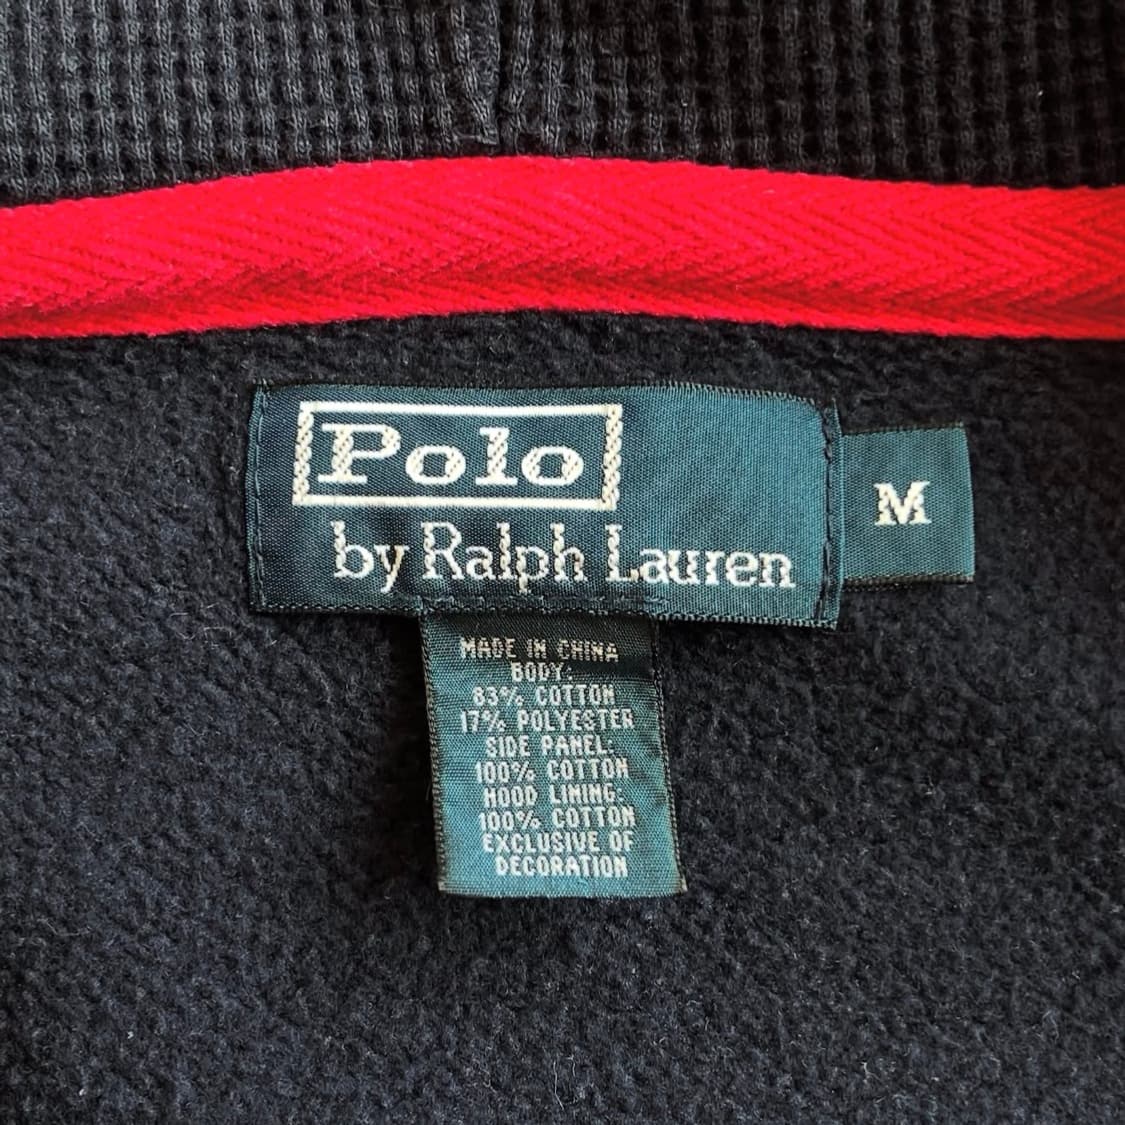 Polo
by Ralph Lauren
M
MADE IN CHINA
BODY:
83% COTTON
17% POLYESTER
SIDE PANEL:
100% COTTON
HOOD LINING:
100% COTTON
EXCLUSIVE OF
DECORATION